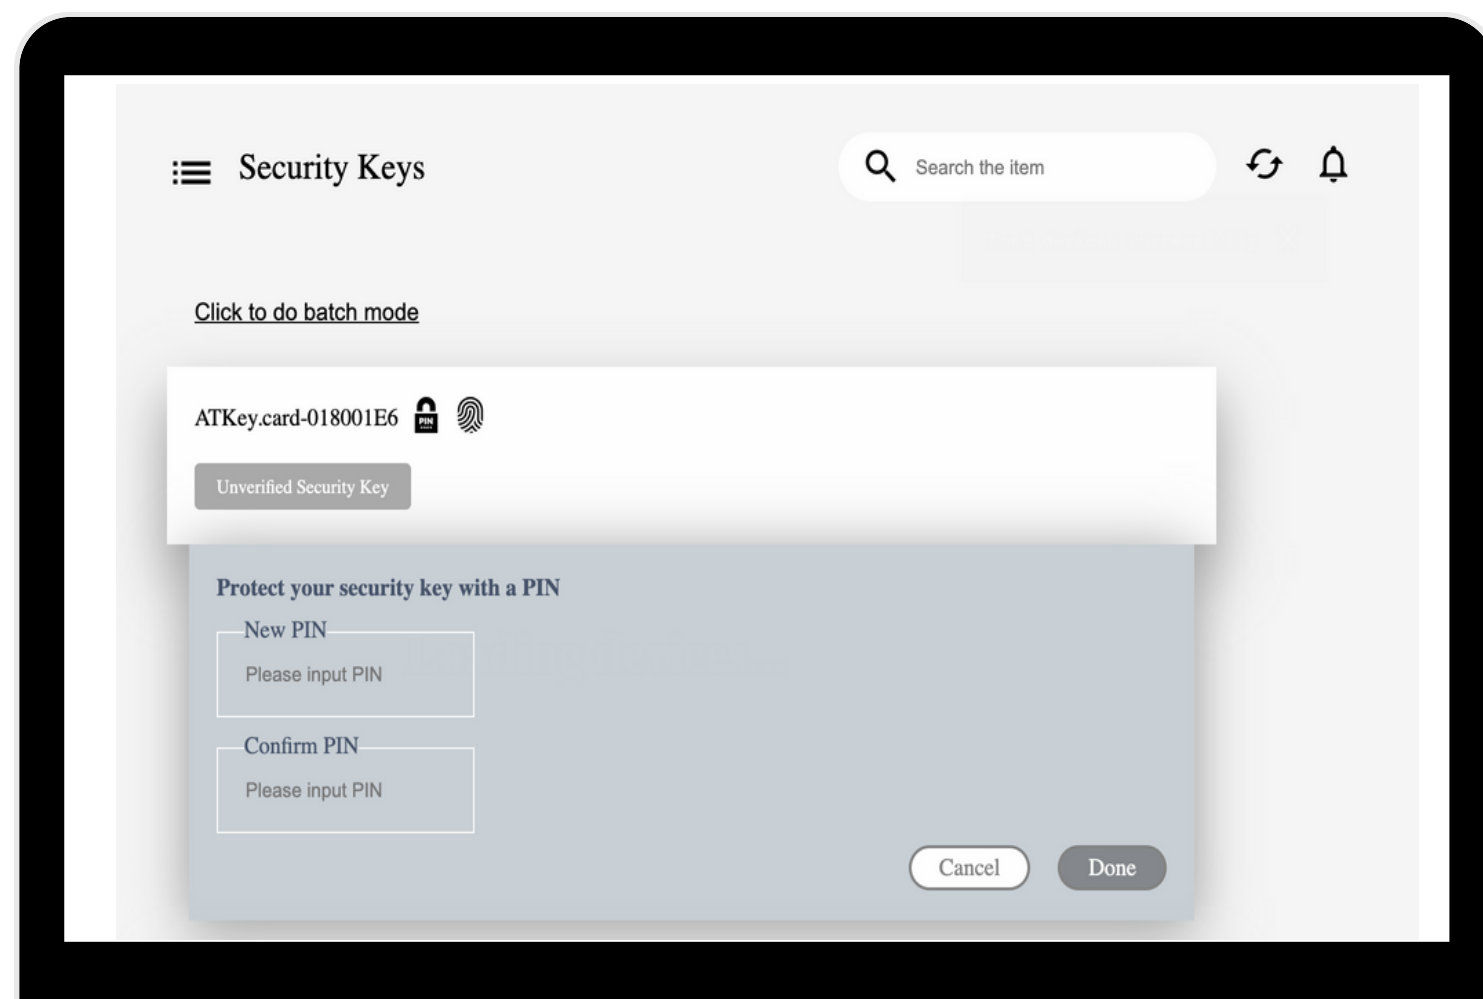 Security Keys
Search the item
Click to do batch mode
ATKey.card-018001E6
PIN
Unverified Security Key
Protect your security key with a PIN
New PIN
Please input PIN
Confirm PIN
Please input PIN
Cancel
Done